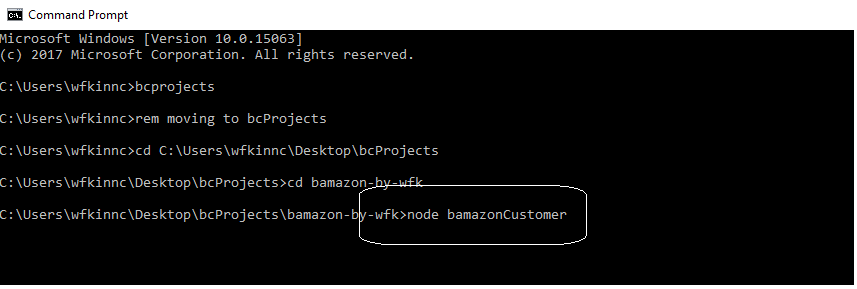 Command Prompt
Microsoft Windows [Version 10.0.15063]
(c) 2017 Microsoft Corporation. All rights reserved.
C:\Users\wfkinnc>bcprojects
C:\Users\wfkinnc>rem moving to bcProjects
C:\Users\wfkinnc>cd C:\Users\wfkinnc\Desktop\bcProjects
C:\Users\wfkinnc\Desktop\bcProjects>cd bamazon-by-wfk
C:\Users\wfkinnc\Desktop\bcProjects\bamazon-by-wfk>node bamazonCustomer